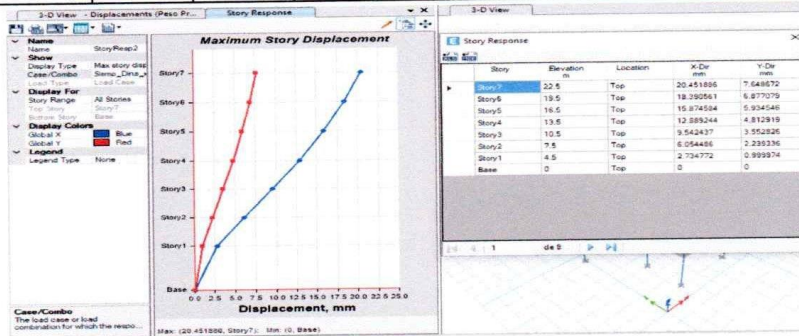 3-D View - Displacaments (Peso Pr...
Story Response
Name
Name StoryResp2
Show
Display Type Max story disp
Case/Combo
Load Type Load Case
Display For
Story Range All Stories
Top Story Story7
Bottom Story Base
Display Colors
Global X Blue
Global Y Red
Legend
Legend Type None
Case/Combo
The load case or load
combination for which the respo...
Maximum Story Displacement
Story7
Story6
Story5
Story4
Story3
Story2
Story1
Base
0.0 2.5 5.0 7.5 10.0 12.5 15.0 17.5 20.0 22.5 25.0
Displacement, mm
Max: (20.451886, Story7); Min: (0, Base)
3-D View
Story Response
Story Elevation Location X-Dir Y-Dir
m mm mm
Story7 22.5 Top 20.451886 7.648672
Story6 19.5 Top 18.390561 6.877079
Story5 16.5 Top 15.874584 5.934546
Story4 13.5 Top 12.889244 4.812919
Story3 10.5 Top 9.542437 3.552826
Story2 7.5 Top 6.054486 2.239336
Story1 4.5 Top 2.734772 0.999974
Base 0 Top 0 0
1 de 8